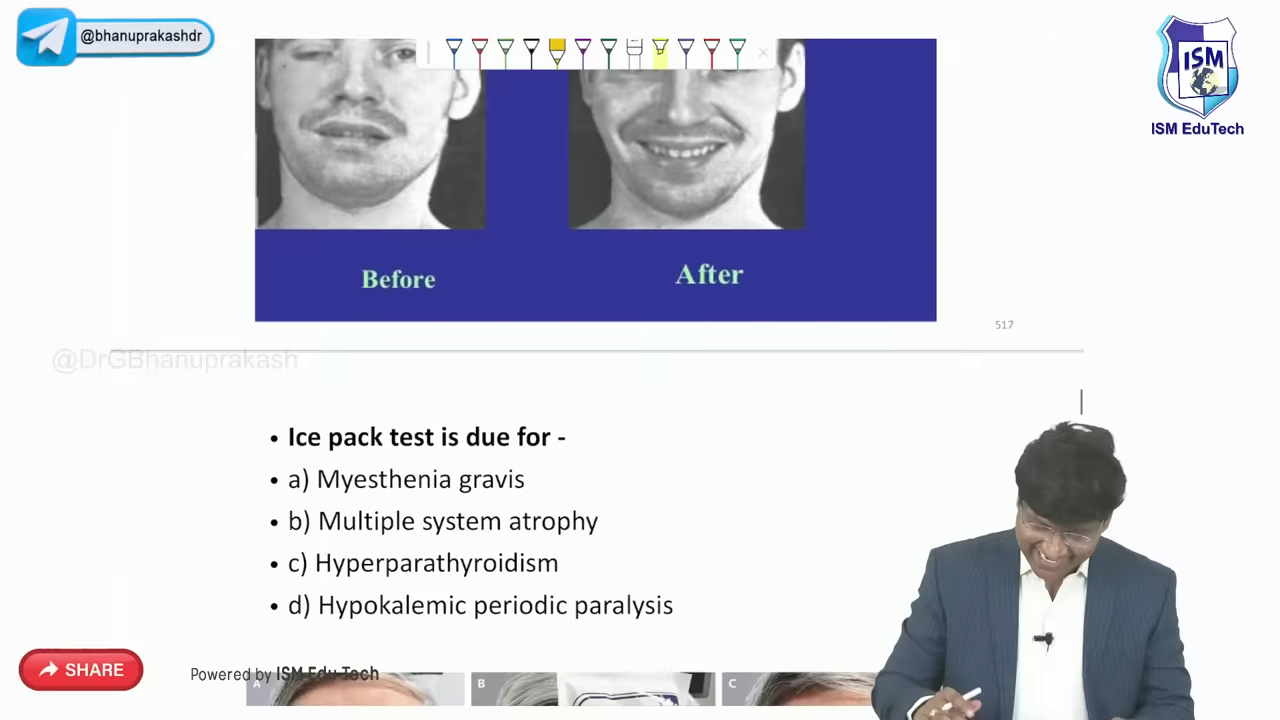 @bhanuprakashdr
ISM
ISM EduTech
Before
After
517
@DrGBhanuprakash
• Ice pack test is due for -
• a) Myesthenia gravis
• b) Multiple system atrophy
• c) Hyperparathyroidism
• d) Hypokalemic periodic paralysis
SHARE
Powered by ISM Edu Tech
A
B
C